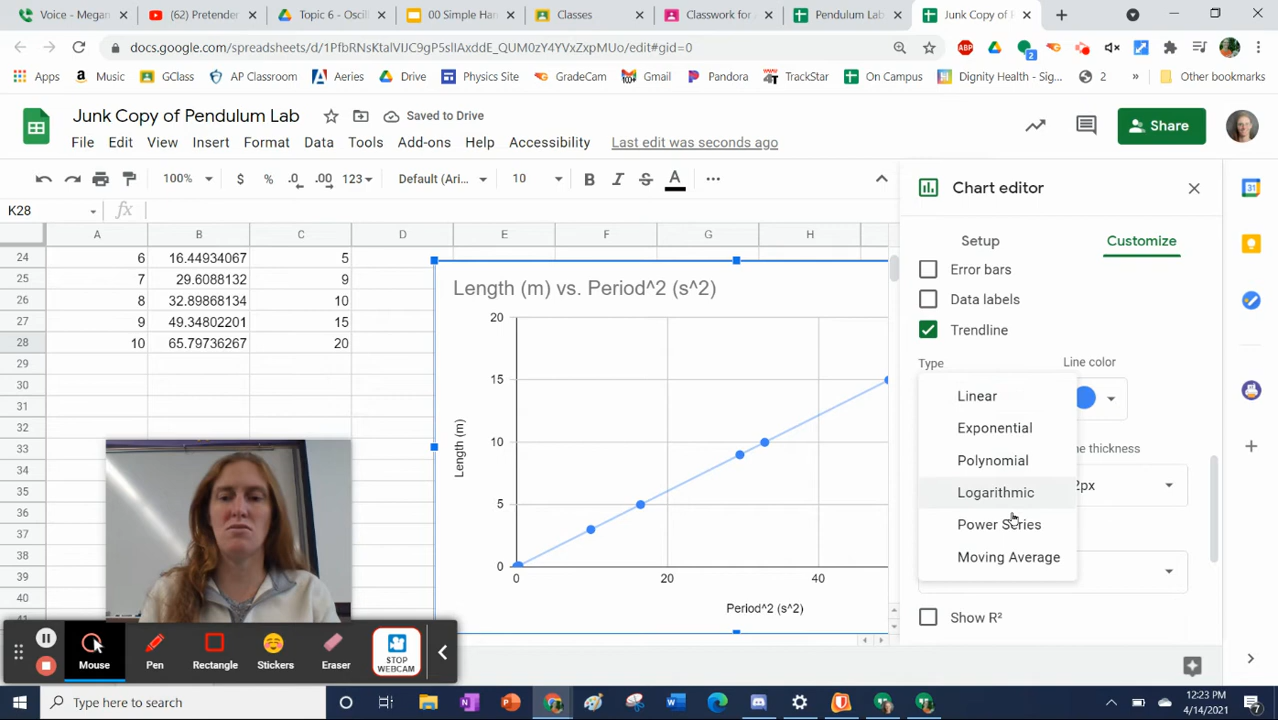 Voice - Megan
(62) Pretender
Topic 6 - Oscil
00 Simple Ha
Classes
Classwork for
Pendulum Lab
Junk Copy of P
docs.google.com/spreadsheets/d/
/edit#gid=0
Apps
Music
GClass
AP Classroom
Aeries
Drive
Physics Site
GradeCam
Gmail
Pandora
TrackStar
On Campus
Dignity Health - Sig...
2
»
Other bookmarks
Junk Copy of Pendulum Lab
Saved to Drive
Share
File Edit View Insert Format Data Tools Add-ons Help Accessibility Last edit was seconds ago
100% $ % .0 .00 123 Default (Ari... 10 B I S A
K28 fx
Chart editor
Setup Customize
A B C D E F G H
24 6 16.44934067 5
25 7 29.6088132 9
26 8 32.89868134 10
27 9 49.34802201 15
28 10 65.79736267 20
29
30
31
32
33
34
35
36
37
38
39
40
41
Length (m) vs. Period^2 (s^2)
20
15
10
5
0
0 20 40
Length (m)
Period^2 (s^2)
Error bars
Data labels
Trendline
Type Line color
Linear
Exponential
Polynomial
Logarithmic
Power Series
Moving Average
e thickness
2px
Show R²
Mouse
Pen
Rectangle
Stickers
Eraser
STOP WEBCAM
Type here to search
12:23 PM
4/14/2021
7